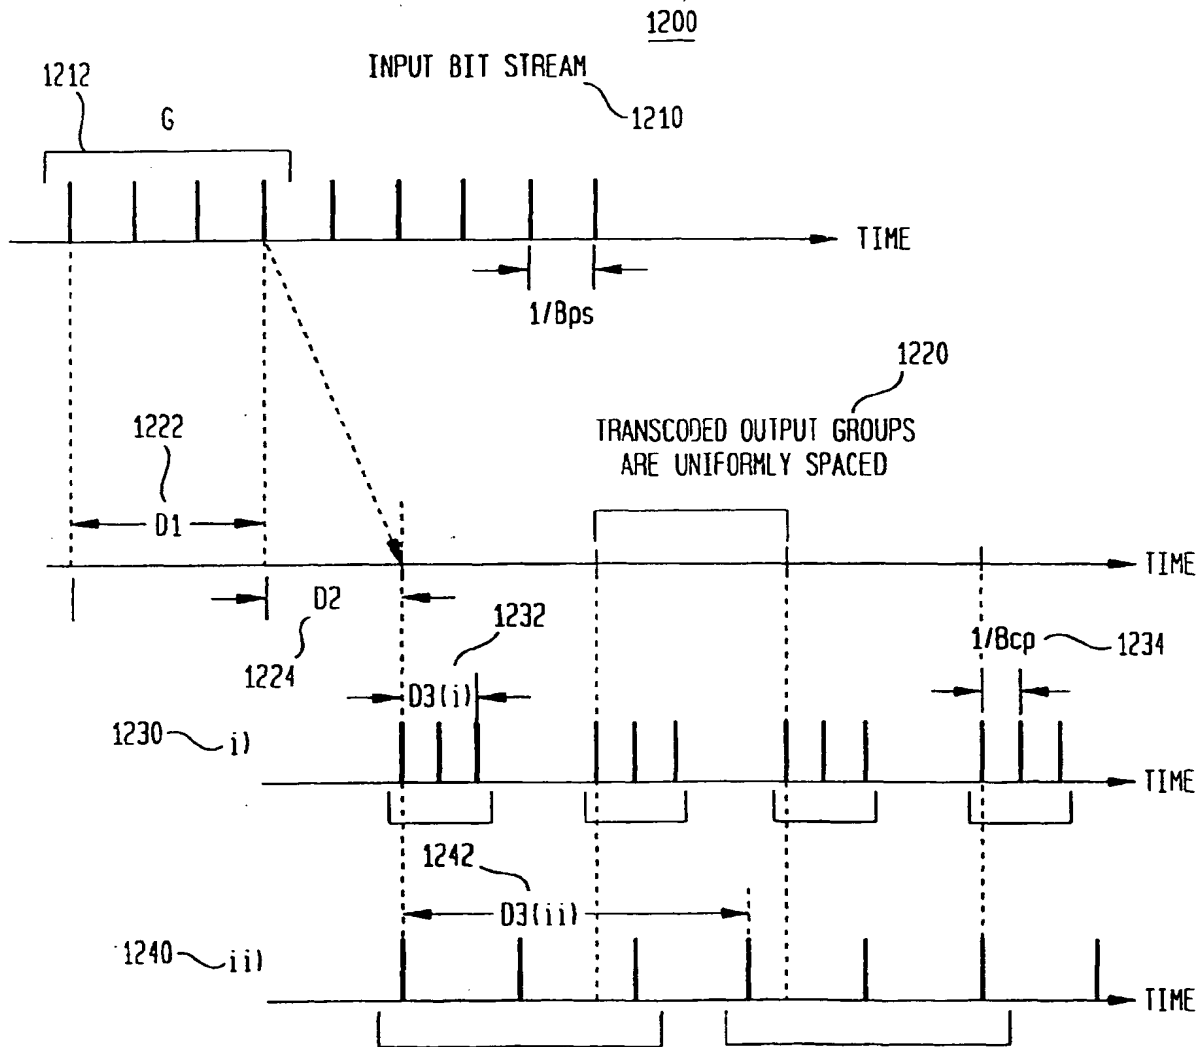 1200
INPUT BIT STREAM
1210
1212
G
TIME
1/Bps
1220
TRANSCODED OUTPUT GROUPS
ARE UNIFORMLY SPACED
1222
D1
TIME
D2
1224
1232
D3(i)
1/Bcp
1234
1230
i)
TIME
1242
D3(ii)
1240
ii)
TIME